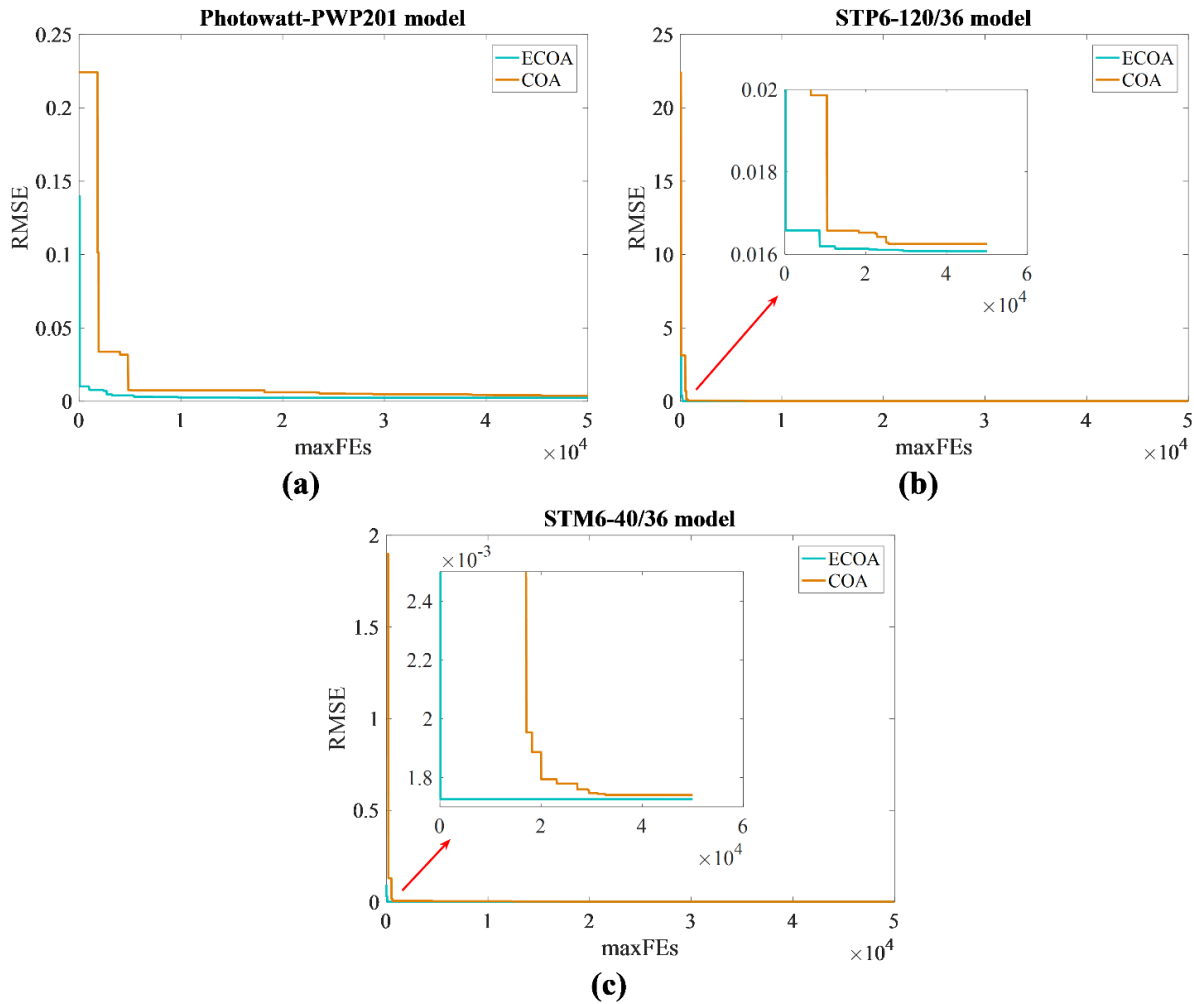 Photowatt-PWP201 model
0.25
0.2
0.15
0.1
0.05
0
RMSE
ECOA
COA
0 1 2 3 4 5
maxFEs
×10^4
(a)
STP6-120/36 model
25
20
15
10
5
0
RMSE
ECOA
COA
0.02
0.018
0.016
0 2 4 6
×10^4
0 1 2 3 4 5
maxFEs
×10^4
(b)
STM6-40/36 model
2
1.5
1
0.5
0
RMSE
ECOA
COA
×10^-3
2.4
2.2
2
1.8
0 2 4 6
×10^4
0 1 2 3 4 5
maxFEs
×10^4
(c)